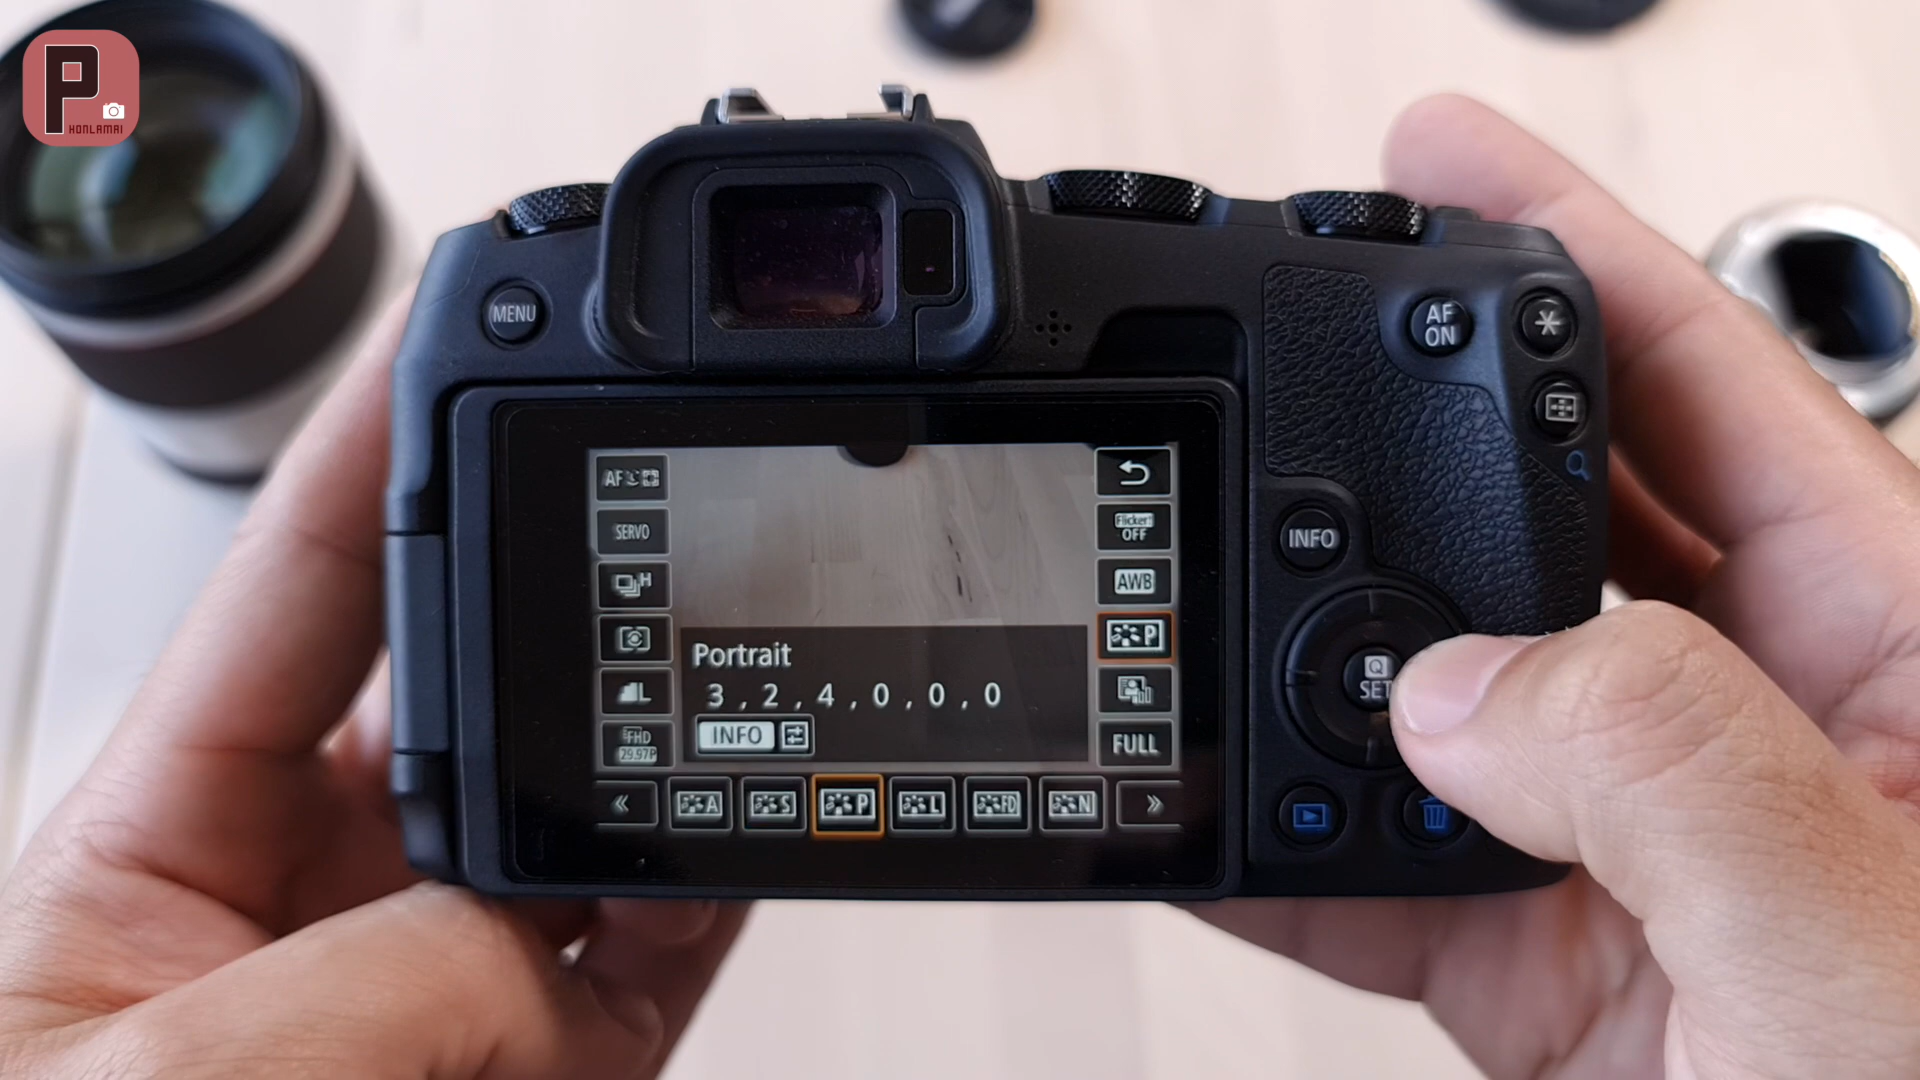 P
HONLAMAI
MENU
AF
ON
INFO
Q
SET
AF
SERVO
H
L
FHD
29.97P
Flicker
OFF
AWB
P
FULL
Portrait
3 , 2 , 4 , 0 , 0 , 0
INFO
« A S P L FD N »